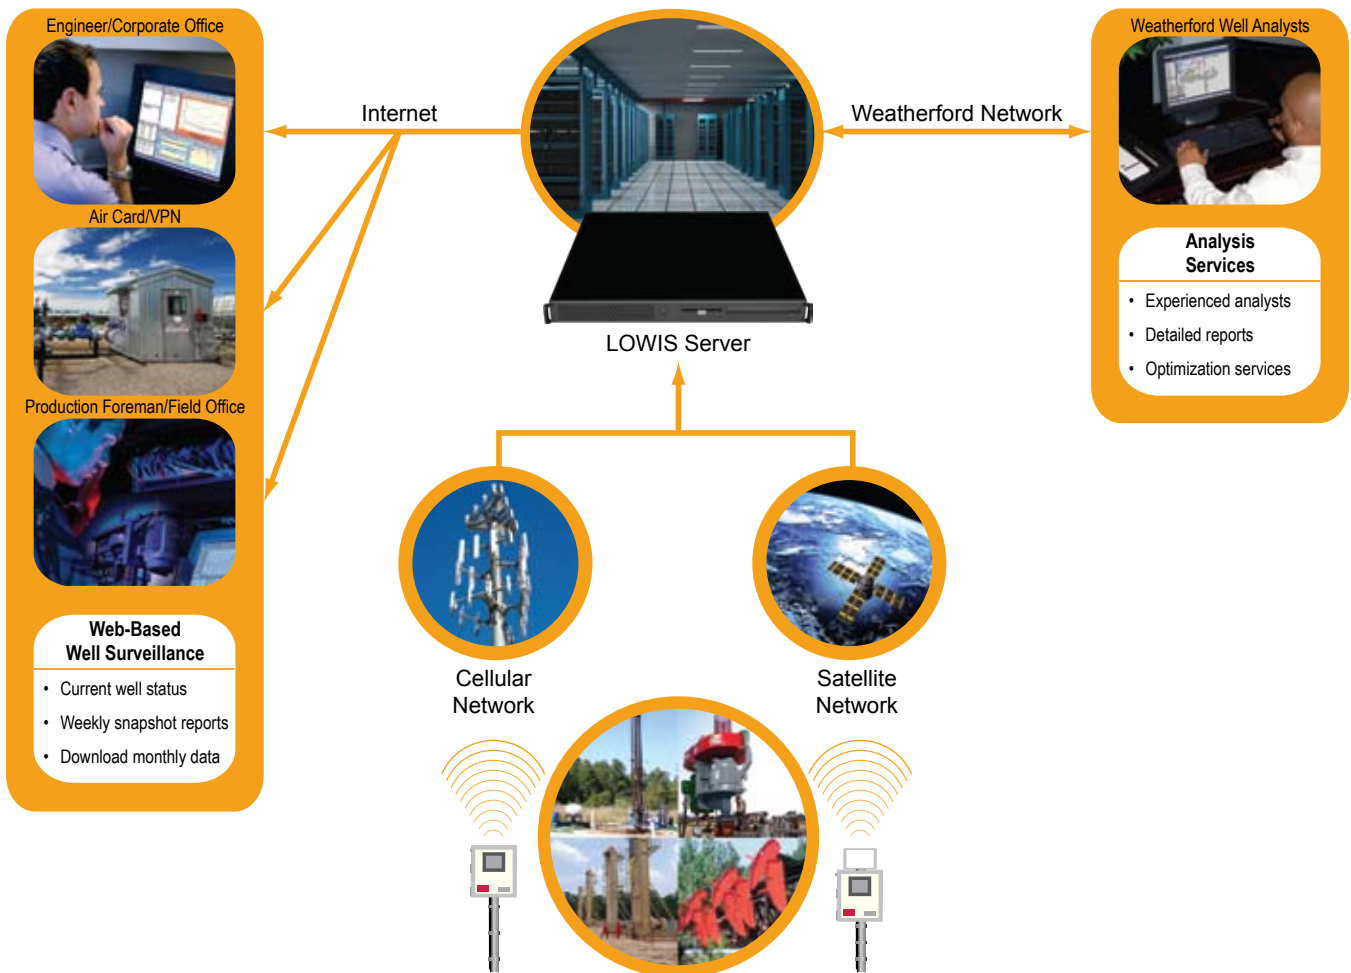 Engineer/Corporate Office
Air Card/VPN
Production Foreman/Field Office
Web-Based
Well Surveillance
• Current well status
• Weekly snapshot reports
• Download monthly data
Internet
LOWIS Server
Weatherford Network
Weatherford Well Analysts
Analysis
Services
• Experienced analysts
• Detailed reports
• Optimization services
Cellular
Network
Satellite
Network